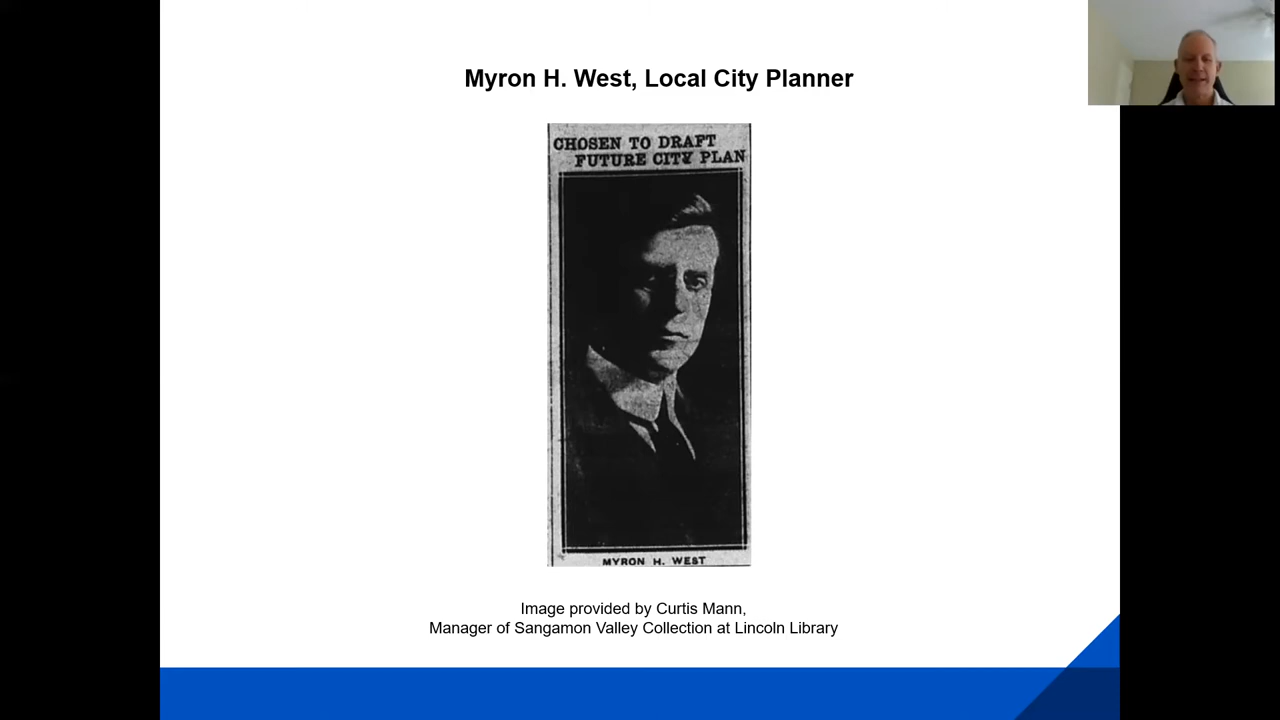 Myron H. West, Local City Planner
CHOSEN TO DRAFT
FUTURE CITY PLAN
MYRON H. WEST
Image provided by Curtis Mann,
Manager of Sangamon Valley Collection at Lincoln Library